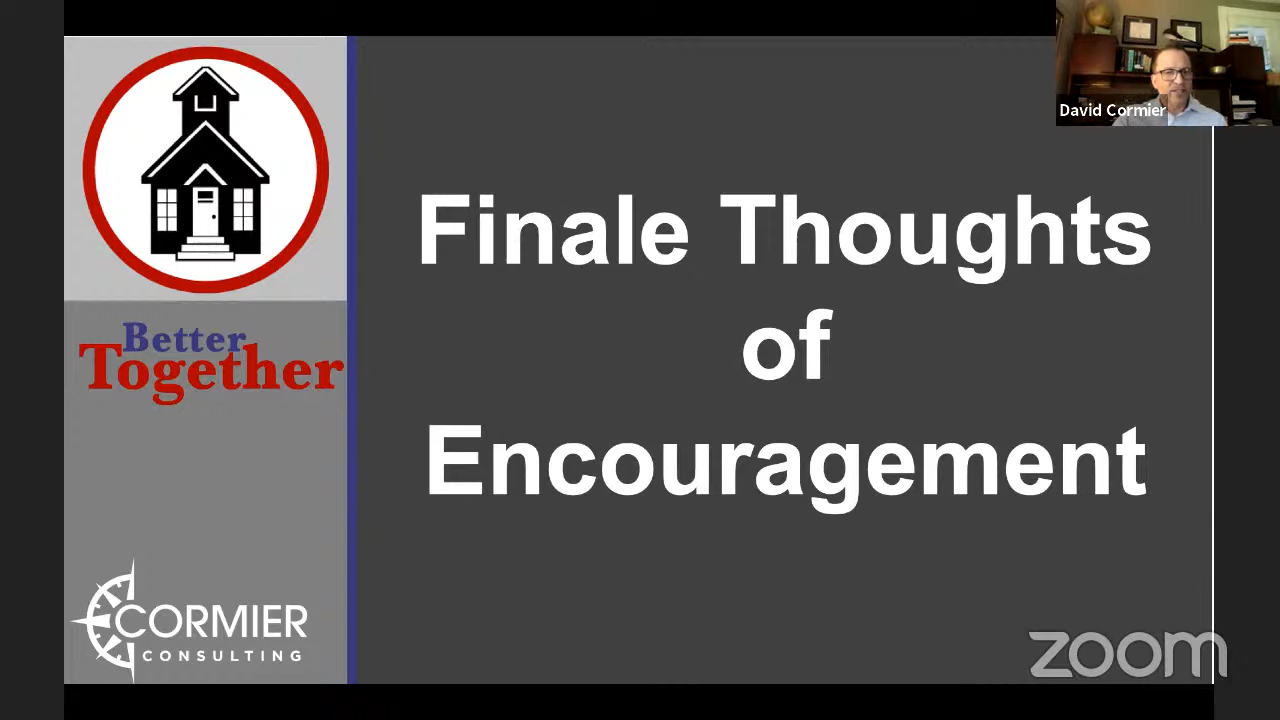 David Cormier
Finale Thoughts
of
Encouragement
Better
Together
CORMIER
CONSULTING
zoom